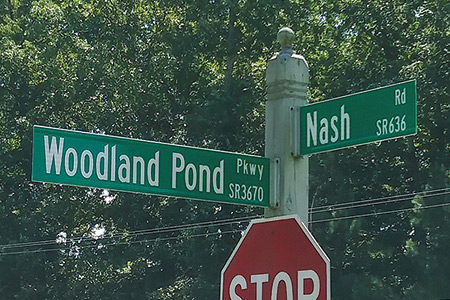 Woodland Pond Pkwy
SR3670
Nash Rd
SR636
STOP